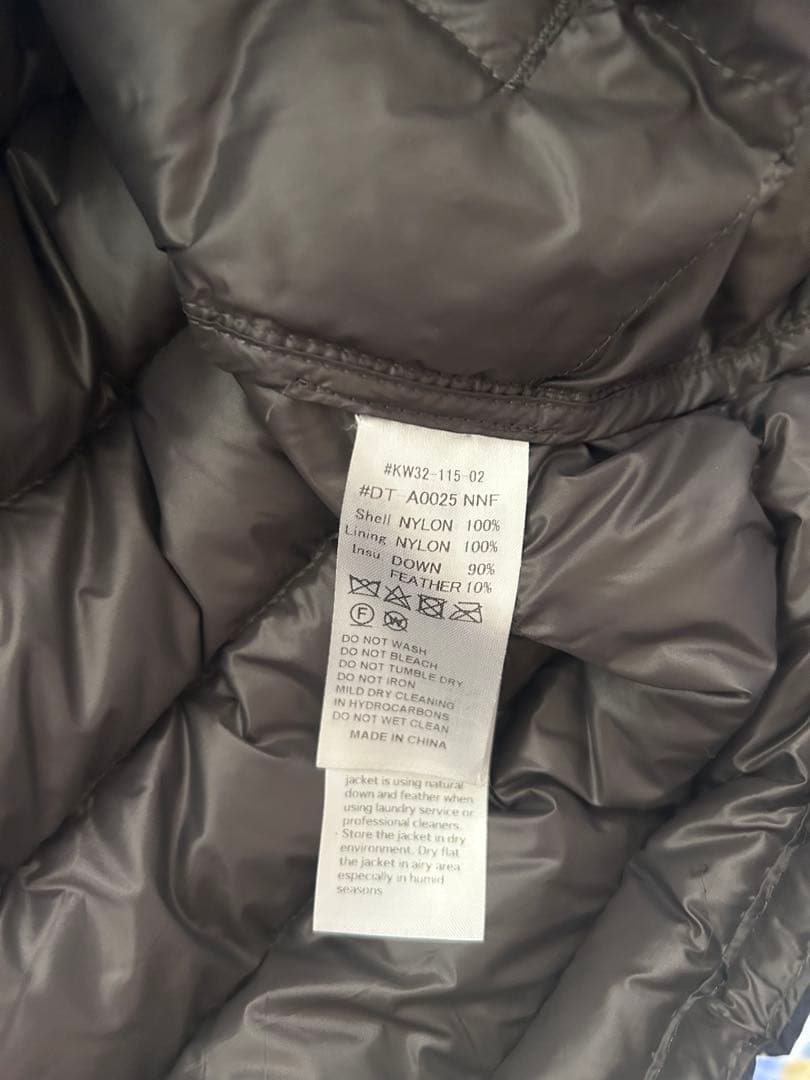 #KW32-115-02
#DT-A0025 NNF
Shell NYLON 100%
Lining NYLON 100%
Insu DOWN 90%
FEATHER 10%
F W
DO NOT WASH
DO NOT BLEACH
DO NOT TUMBLE DRY
DO NOT IRON
MILD DRY CLEANING
IN HYDROCARBONS
DO NOT WET CLEAN
MADE IN CHINA
jacket is using natural
down and feather when
using laundry service or
professional cleaners.
· Store the jacket in dry
environment. Dry flat
the jacket in airy area
especially in humid
seasons